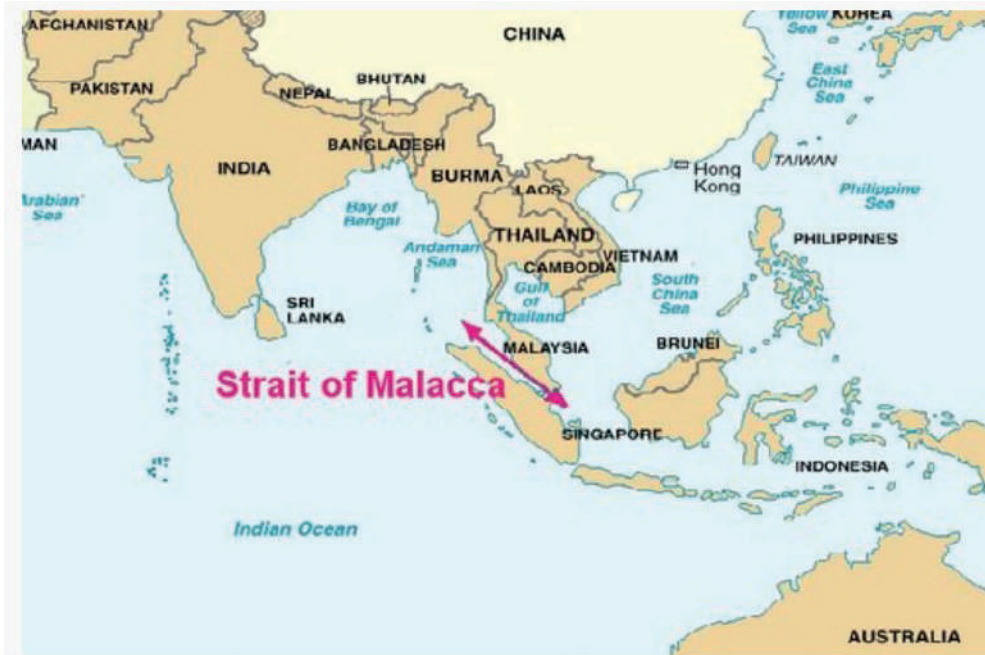 AFGHANISTAN
CHINA
Yellow
Sea
KOREA
PAKISTAN
NEPAL
BHUTAN
East
China
Sea
MAN
INDIA
BANGLADESH
BURMA
LAOS
Hong
Kong
TAIWAN
Arabian
Sea
Bay of
Bengal
Andaman
Sea
THAILAND
VIETNAM
CAMBODIA
Gulf
of
Thailand
South
China
Sea
Philippine
Sea
PHILIPPINES
SRI
LANKA
MALAYSIA
BRUNEI
Strait of Malacca
SINGAPORE
INDONESIA
Indian Ocean
AUSTRALIA